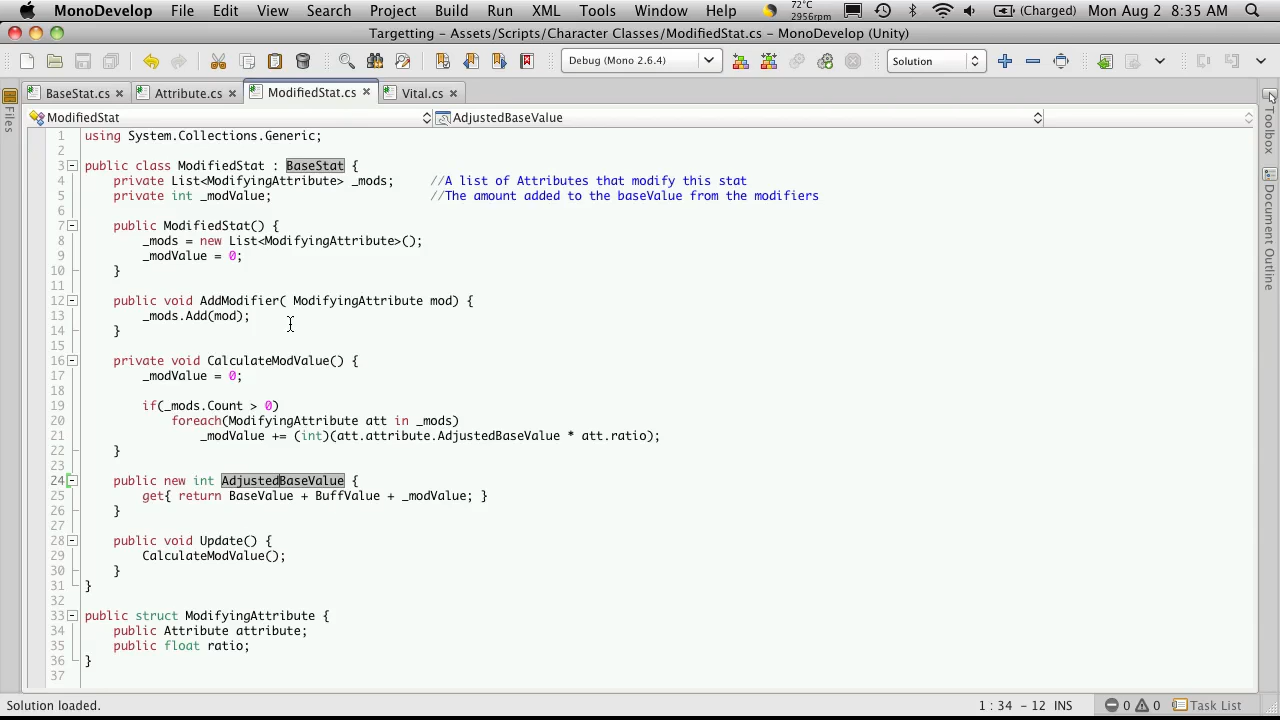 MonoDevelop File Edit View Search Project Build Run XML Tools Window Help 72°C 2956rpm (Charged) Mon Aug 2 8:35 AM
Targetting - Assets/Scripts/Character Classes/ModifiedStat.cs - MonoDevelop (Unity)
Debug (Mono 2.6.4) Solution
BaseStat.cs Attribute.cs ModifiedStat.cs Vital.cs
Files
ModifiedStat AdjustedBaseValue
1 using System.Collections.Generic;
2
3 public class ModifiedStat : BaseStat {
4 private List<ModifyingAttribute> _mods; //A list of Attributes that modify this stat
5 private int _modValue; //The amount added to the baseValue from the modifiers
6
7 public ModifiedStat() {
8 _mods = new List<ModifyingAttribute>();
9 _modValue = 0;
10 }
11
12 public void AddModifier( ModifyingAttribute mod) {
13 _mods.Add(mod);
14 }
15
16 private void CalculateModValue() {
17 _modValue = 0;
18
19 if(_mods.Count > 0)
20 foreach(ModifyingAttribute att in _mods)
21 _modValue += (int)(att.attribute.AdjustedBaseValue * att.ratio);
22 }
23
24 public new int AdjustedBaseValue {
25 get{ return BaseValue + BuffValue + _modValue; }
26 }
27
28 public void Update() {
29 CalculateModValue();
30 }
31 }
32
33 public struct ModifyingAttribute {
34 public Attribute attribute;
35 public float ratio;
36 }
37
Toolbox
Document Outline
Solution loaded. 1 : 34 - 12 INS 0 0 Task List